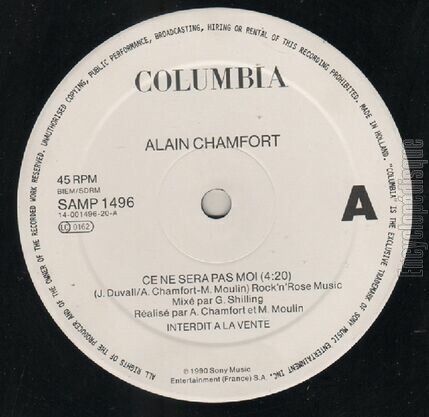 UNAUTHORISED COPYING, PUBLIC PERFORMANCE, BROADCASTING, HIRING OR RENTAL OF THIS RECORDING PROHIBITED. MADE IN HOLLAND. "COLUMBIA" IS THE EXCLUSIVE TRADEMARK OF SONY MUSIC ENTERTAINMENT INC. ALL RIGHTS OF THE PRODUCER AND OF THE OWNER OF THE RECORDED WORK RESERVED.
COLUMBIA
ALAIN CHAMFORT
45 RPM
BIEM/SDRM
SAMP 1496
14-001496-20-A
LC 0162
A
CE NE SERA PAS MOI (4:20)
(J. Duvall/A. Chamfort-M. Moulin) Rock'n'Rose Music
Mixé par G. Shilling
Réalisé par A. Chamfort et M. Moulin
INTERDIT A LA VENTE
℗ 1990 Sony Music
Entertainment (France) S.A.
Encyclopédisque